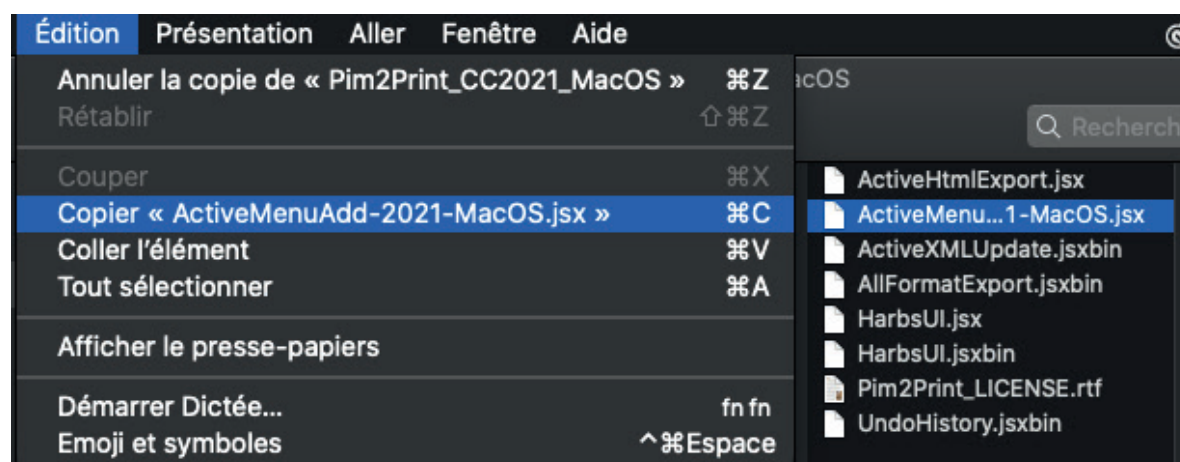 Édition Présentation Aller Fenêtre Aide
Annuler la copie de « Pim2Print_CC2021_MacOS » ⌘Z
Rétablir ⇧⌘Z
Couper ⌘X
Copier « ActiveMenuAdd-2021-MacOS.jsx » ⌘C
Coller l’élément ⌘V
Tout sélectionner ⌘A
Afficher le presse-papiers
Démarrer Dictée... fn fn
Emoji et symboles ^⌘Espace
acOS
Recherch
ActiveHtmlExport.jsx
ActiveMenu...1-MacOS.jsx
ActiveXMLUpdate.jsxbin
AllFormatExport.jsxbin
HarbsUI.jsx
HarbsUI.jsxbin
Pim2Print_LICENSE.rtf
UndoHistory.jsxbin